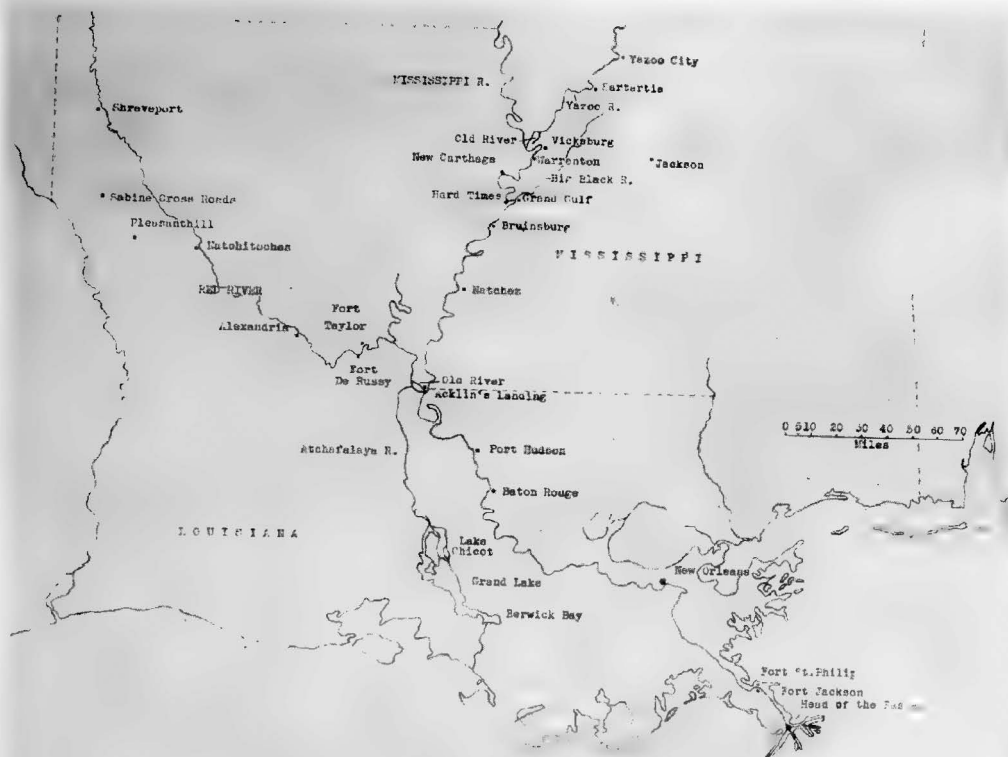 Yazoo City
MISSISSIPPI R.
Sartartia
Yazoo R.
Shreveport
Old River
Vicksburg
New Carthage
Warrenton
Jackson
Big Black R.
Sabine Cross Roads
Hard Times
Grand Gulf
Pleasanthill
Bruinsburg
Natchitoches
MISSISSIPPI
RED RIVER
Natchez
Fort
Taylor
Alexandria
Fort
De Russy
Old River
Acklin's Landing
0 510 20 30 40 50 60 70
Miles
Atchafalaya R.
Port Hudson
Baton Rouge
LOUISIANA
Lake
Chicot
New Orleans
Grand Lake
Berwick Bay
Fort St.Philip
Fort Jackson
Head of the